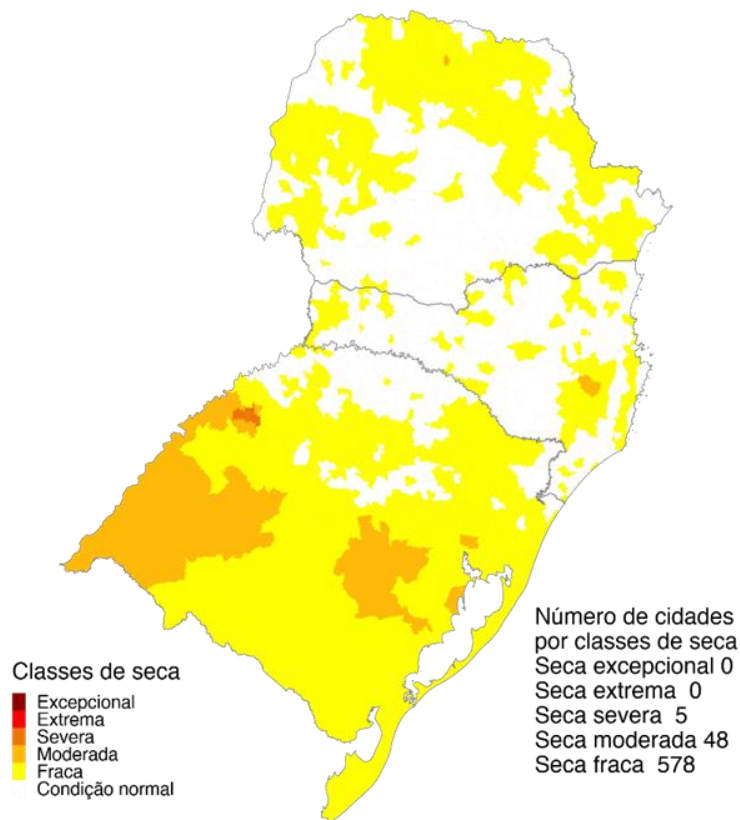 Número de cidades
por classes de seca
Seca excepcional 0
Seca extrema 0
Seca severa 5
Seca moderada 48
Seca fraca 578
Classes de seca
Excepcional
Extrema
Severa
Moderada
Fraca
Condição normal